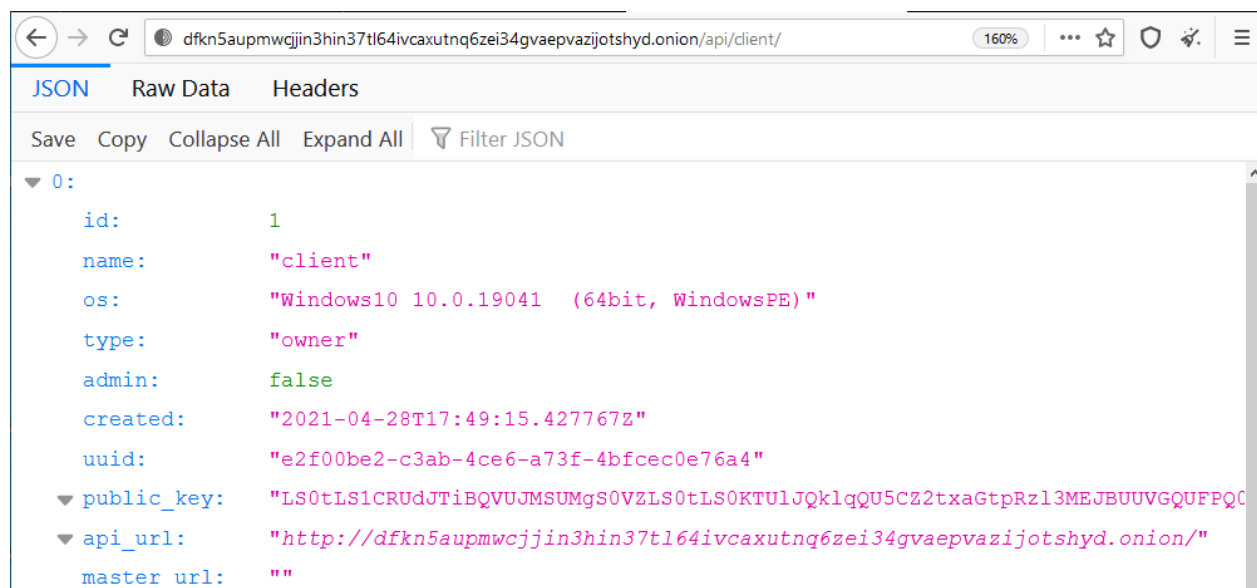 dfkn5aupmwcjjin3hin37tl64ivcaxutnq6zei34gvaepvazijotshyd.onion/api/client/ 160%
JSON Raw Data Headers
Save Copy Collapse All Expand All Filter JSON
0:
id: 1
name: "client"
os: "Windows10 10.0.19041  (64bit, WindowsPE)"
type: "owner"
admin: false
created: "2021-04-28T17:49:15.427767Z"
uuid: "e2f00be2-c3ab-4ce6-a73f-4bfcec0e76a4"
public_key: "LS0tLS1CRUdJTiBQVUJMSUMgS0VZLS0tLS0KTUlJQklqQU5CZ2txaGtpRzl3MEJBUUVGQUFPQ0
api_url: "http://dfkn5aupmwcjjin3hin37tl64ivcaxutnq6zei34gvaepvazijotshyd.onion/"
master_url: ""